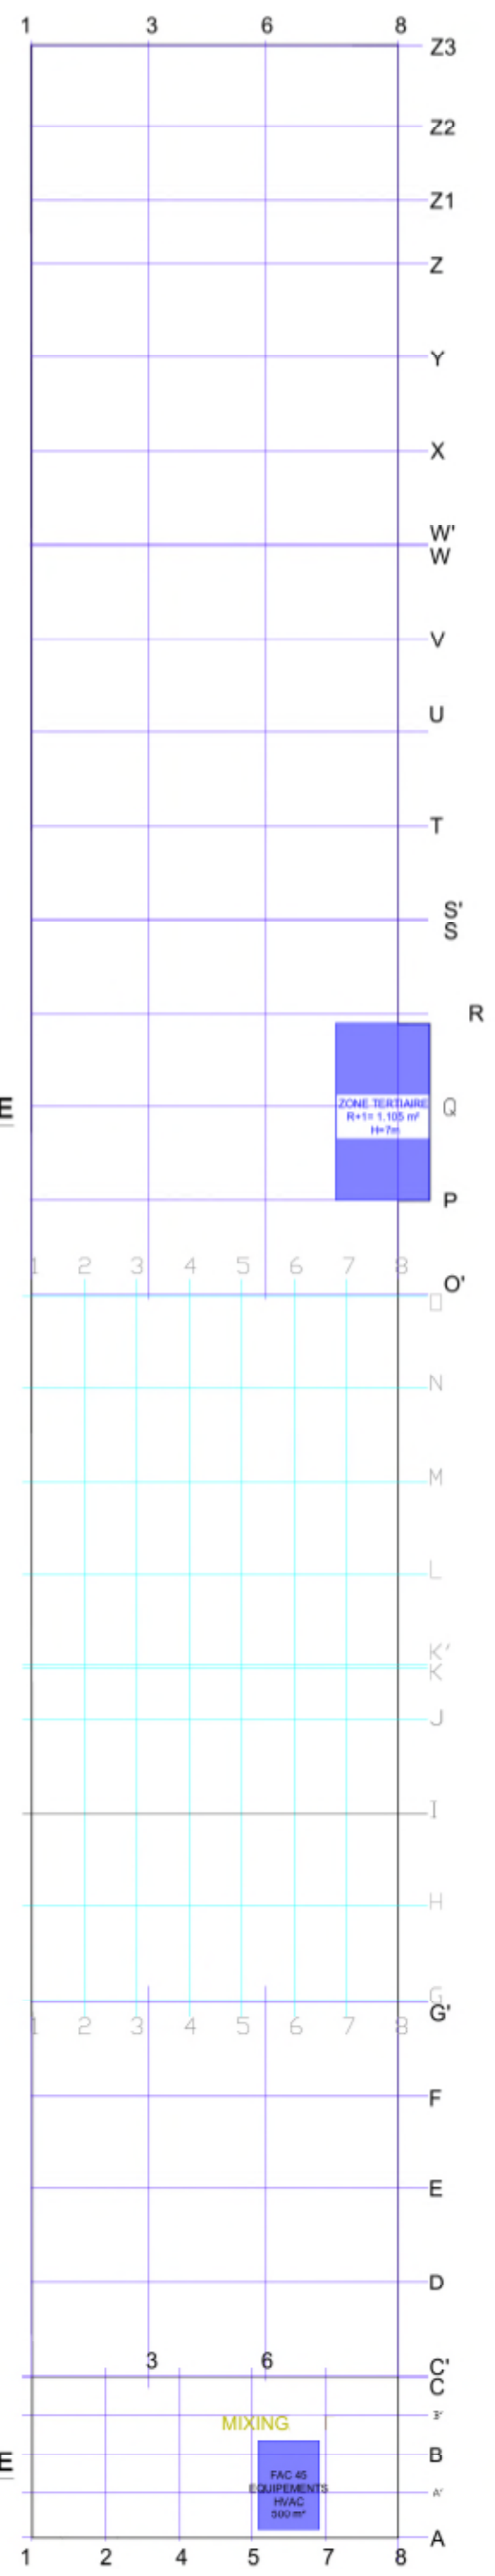 1 3 6 8
Z3
Z2
Z1
Z
Y
X
W'
W
V
U
T
S'
S
R
E
ZONE TERTIAIRE
R+1= 1.105 m²
H=7m
Q
P
1 2 3 4 5 6 7 8
O'
O
N
M
L
K'
K
J
I
H
G
G'
1 2 3 4 5 6 7 8
F
E
D
3 6
C'
C
MIXING
B'
E
B
FAC 45
EQUIPEMENTS
HVAC
500 m²
A'
A
1 2 4 5 7 8